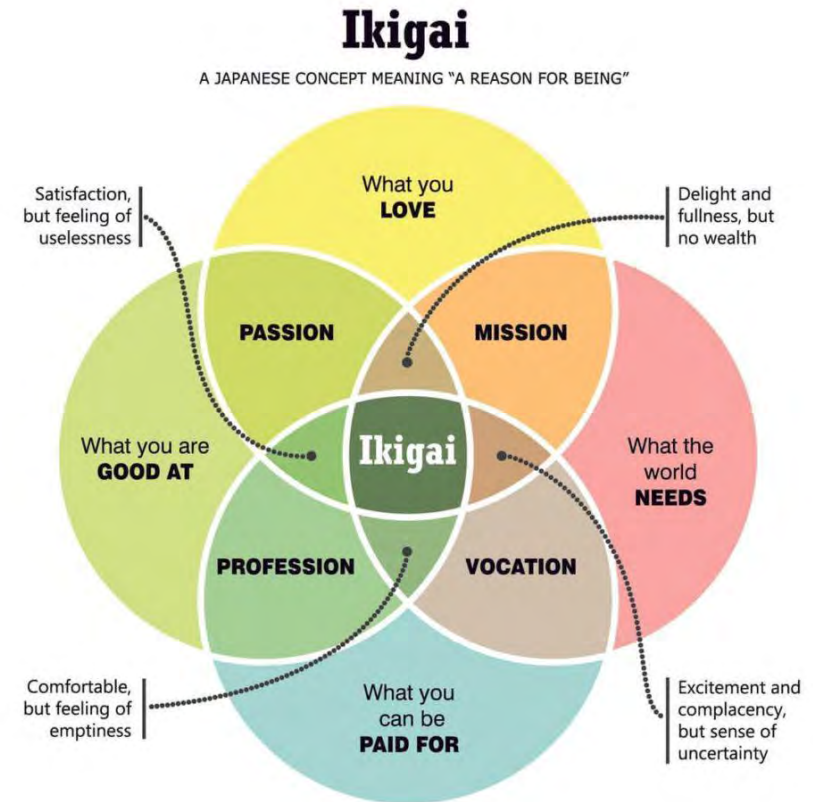 Ikigai
A JAPANESE CONCEPT MEANING “A REASON FOR BEING”
Satisfaction,
but feeling of
uselessness
What you
LOVE
Delight and
fullness, but
no wealth
PASSION
MISSION
What you are
GOOD AT
Ikigai
What the
world
NEEDS
PROFESSION
VOCATION
Comfortable,
but feeling of
emptiness
What you
can be
PAID FOR
Excitement and
complacency,
but sense of
uncertainty